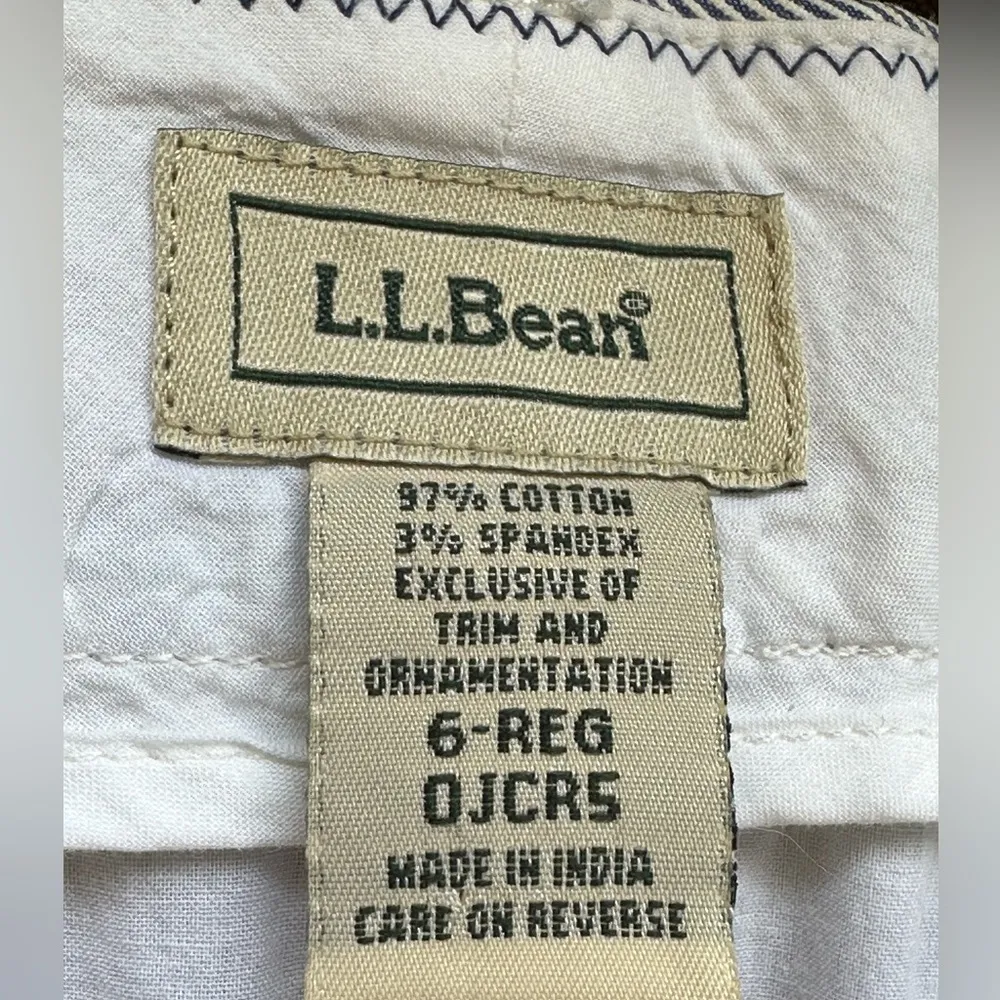 L.L.Bean®
97% COTTON
3% SPANDEX
EXCLUSIVE OF
TRIM AND
ORNAMENTATION
6-REG
0JCR5
MADE IN INDIA
CARE ON REVERSE